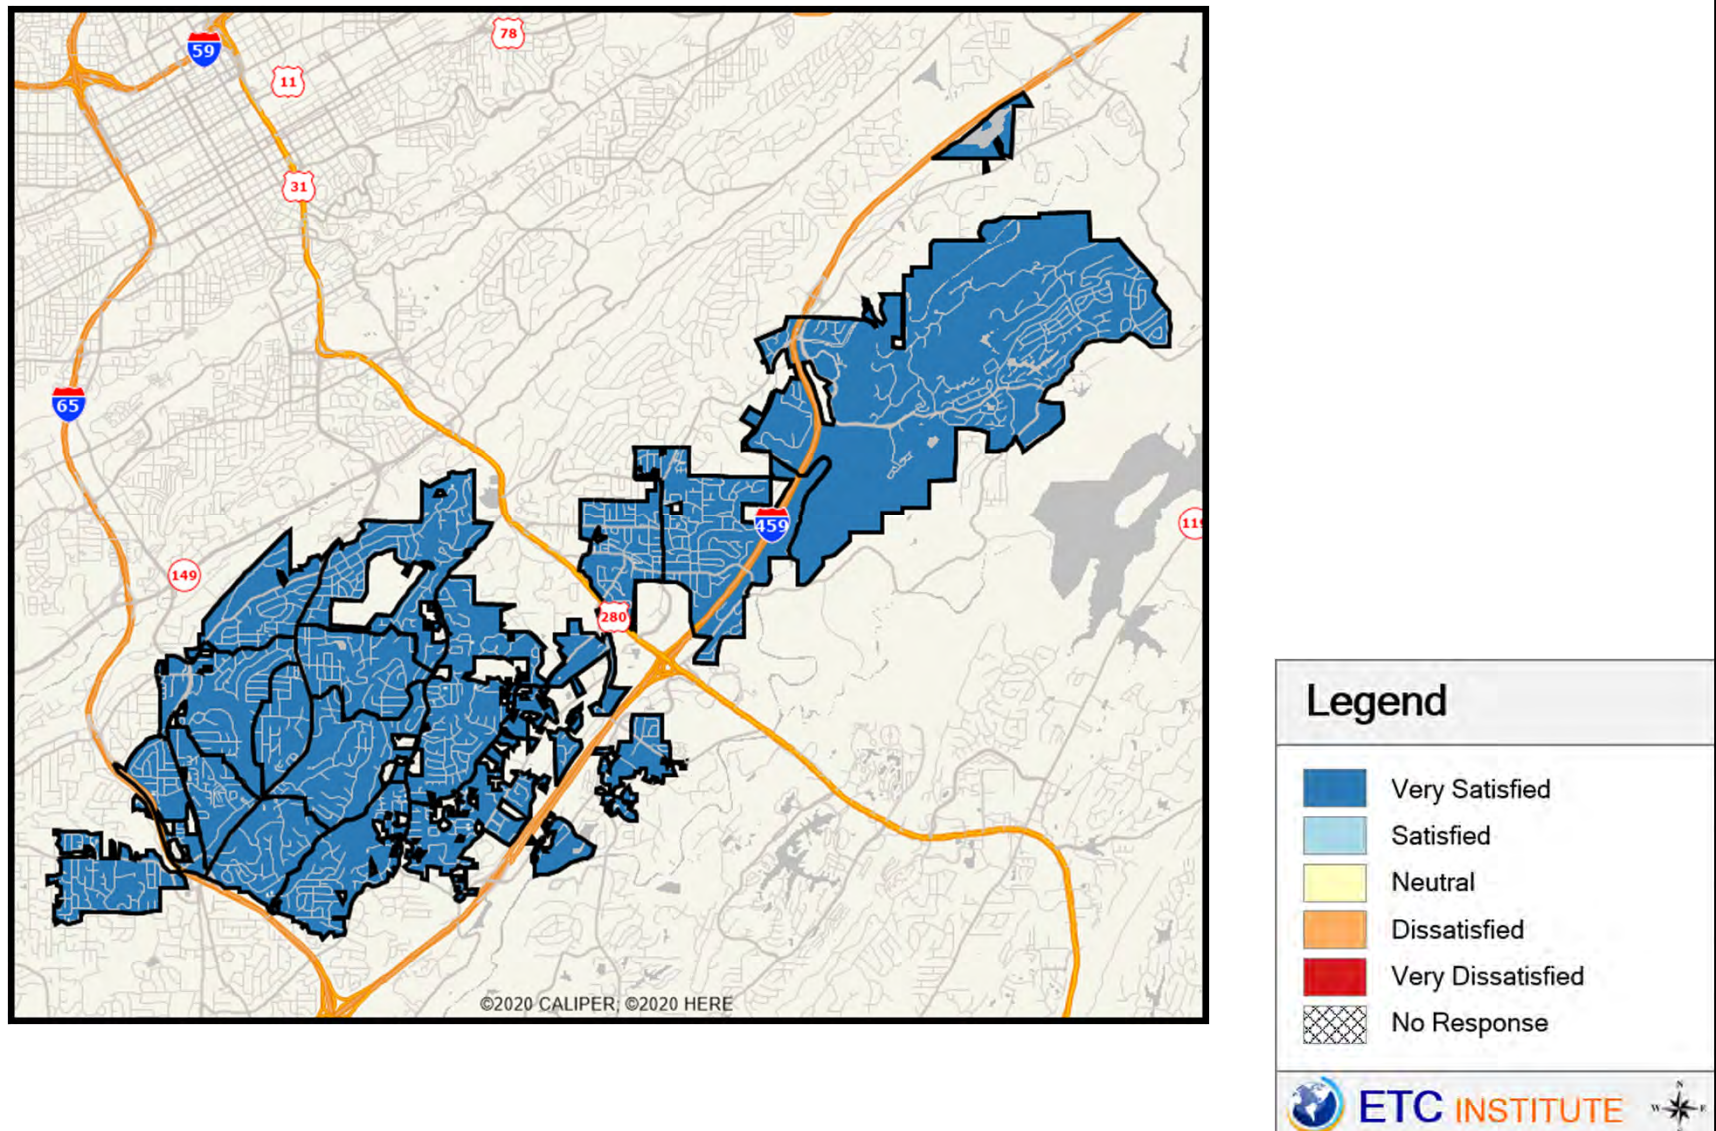 59
78
11
31
65
459
119
149
280
©2020 CALIPER; ©2020 HERE
Legend
Very Satisfied
Satisfied
Neutral
Dissatisfied
Very Dissatisfied
No Response
ETC INSTITUTE
N
W E